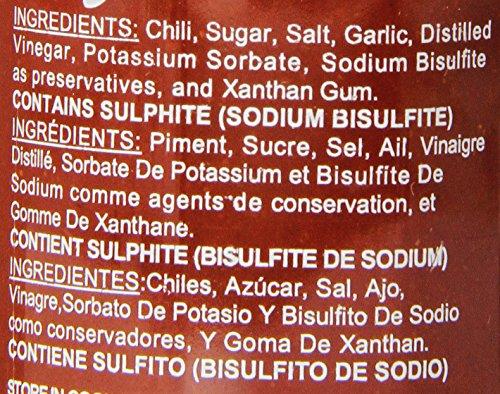 INGREDIENTS: Chili, Sugar, Salt, Garlic, Distilled
Vinegar, Potassium Sorbate, Sodium Bisulfite
as preservatives, and Xanthan Gum.
CONTAINS SULPHITE (SODIUM BISULFITE)
INGRÉDIENTS: Piment, Sucre, Sel, Ail, Vinaigre
Distillé, Sorbate De Potassium et Bisulfite De
Sodium comme agents de conservation, et
Gomme De Xanthane.
CONTIENT SULPHITE (BISULFITE DE SODIUM)
INGREDIENTES:Chiles, Azúcar, Sal, Ajo,
Vinagre,Sorbato De Potasio Y Bisulfito De Sodio
como conservadores, Y Goma De Xanthan.
CONTIENE SULFITO (BISULFITO DE SODIO)
STORE IN